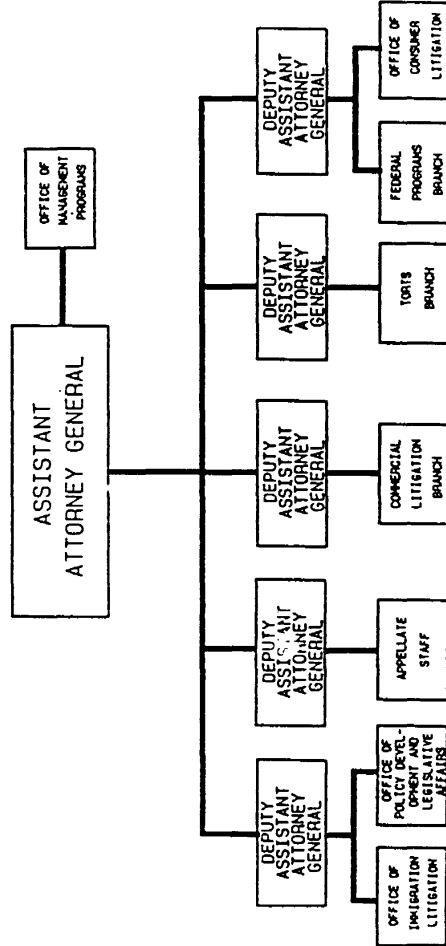 ASSISTANT
ATTORNEY GENERAL
OFFICE OF
MANAGEMENT
PROGRAMS
DEPUTY
ASSISTANT
ATTORNEY
GENERAL
DEPUTY
ASSISTANT
ATTORNEY
GENERAL
DEPUTY
ASSISTANT
ATTORNEY
GENERAL
DEPUTY
ASSISTANT
ATTORNEY
GENERAL
DEPUTY
ASSISTANT
ATTORNEY
GENERAL
OFFICE OF
IMMIGRATION
LITIGATION
OFFICE OF
POLICY DEVEL-
OPMENT AND
LEGISLATIVE
AFFAIRS
APPELLATE
STAFF
COMMERCIAL
LITIGATION
BRANCH
TORTS
BRANCH
FEDERAL
PROGRAMS
BRANCH
OFFICE OF
CONSUMER
LITIGATION